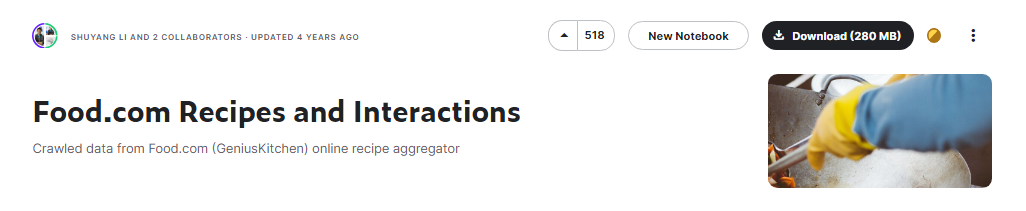 SHUYANG LI AND 2 COLLABORATORS · UPDATED 4 YEARS AGO
518
New Notebook
Download (280 MB)
Food.com Recipes and Interactions
Crawled data from Food.com (GeniusKitchen) online recipe aggregator